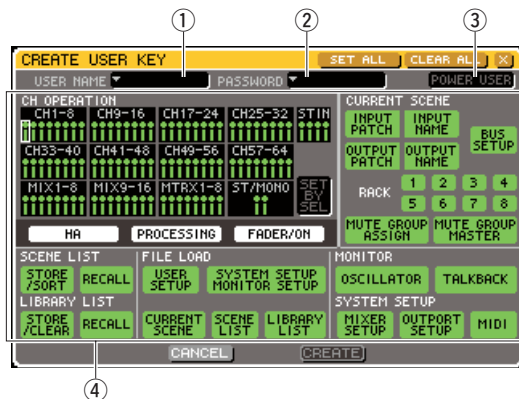 ① ② ③
CREATE USER KEY SET ALL CLEAR ALL X
USER NAME PASSWORD POWER USER
CH OPERATION CURRENT SCENE
CH1-8 CH9-16 CH17-24 CH25-32 STIN
INPUT PATCH INPUT NAME BUS SETUP
CH33-40 CH41-48 CH49-56 CH57-64
OUTPUT PATCH OUTPUT NAME
MIX1-8 MIX9-16 MTRX1-8 ST/MONO SET BY SEL
RACK 1 2 3 4
5 6 7 8
HA PROCESSING FADER/ON
MUTE GROUP ASSIGN MUTE GROUP MASTER
SCENE LIST FILE LOAD MONITOR
STORE /SORT RECALL USER SETUP SYSTEM SETUP MONITOR SETUP OSCILLATOR TALKBACK
LIBRARY LIST SYSTEM SETUP
STORE /CLEAR RECALL CURRENT SCENE SCENE LIST LIBRARY LIST MIXER SETUP OUTPORT SETUP MIDI
CANCEL CREATE
④